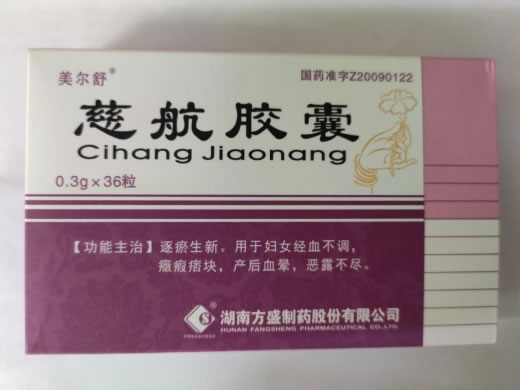 美尔舒®
国药准字Z20090122
慈航胶囊
Cihang Jiaonang
0.3g×36粒
【功能主治】逐瘀生新。用于妇女经血不调，
癥瘕痞块，产后血晕，恶露不尽。
湖南方盛制药股份有限公司
HUNAN FANGSHENG PHARMACEUTICAL CO.,LTD.